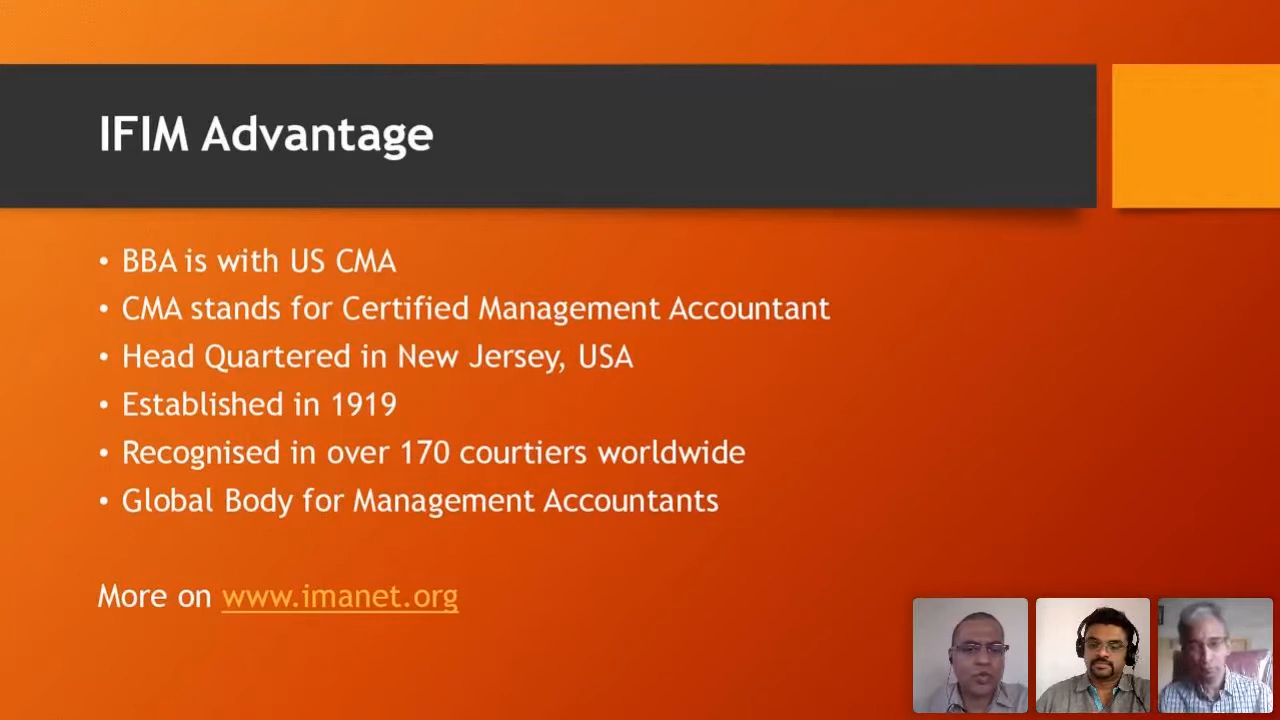 IFIM Advantage
• BBA is with US CMA
• CMA stands for Certified Management Accountant
• Head Quartered in New Jersey, USA
• Established in 1919
• Recognised in over 170 courtiers worldwide
• Global Body for Management Accountants
More on www.imanet.org